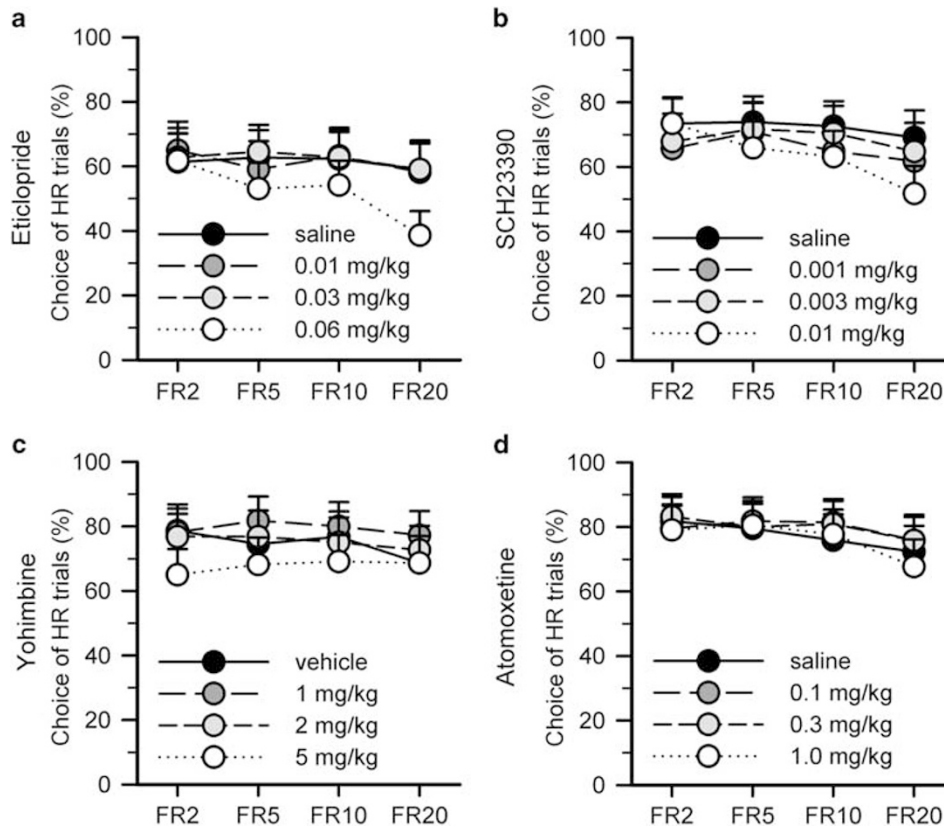 a
Eticlopride
Choice of HR trials (%)
100
80
60
40
20
0
saline
0.01 mg/kg
0.03 mg/kg
0.06 mg/kg
FR2 FR5 FR10 FR20
b
SCH23390
Choice of HR trials (%)
100
80
60
40
20
0
saline
0.001 mg/kg
0.003 mg/kg
0.01 mg/kg
FR2 FR5 FR10 FR20
c
Yohimbine
Choice of HR trials (%)
100
80
60
40
20
0
vehicle
1 mg/kg
2 mg/kg
5 mg/kg
FR2 FR5 FR10 FR20
d
Atomoxetine
Choice of HR trials (%)
100
80
60
40
20
0
saline
0.1 mg/kg
0.3 mg/kg
1.0 mg/kg
FR2 FR5 FR10 FR20